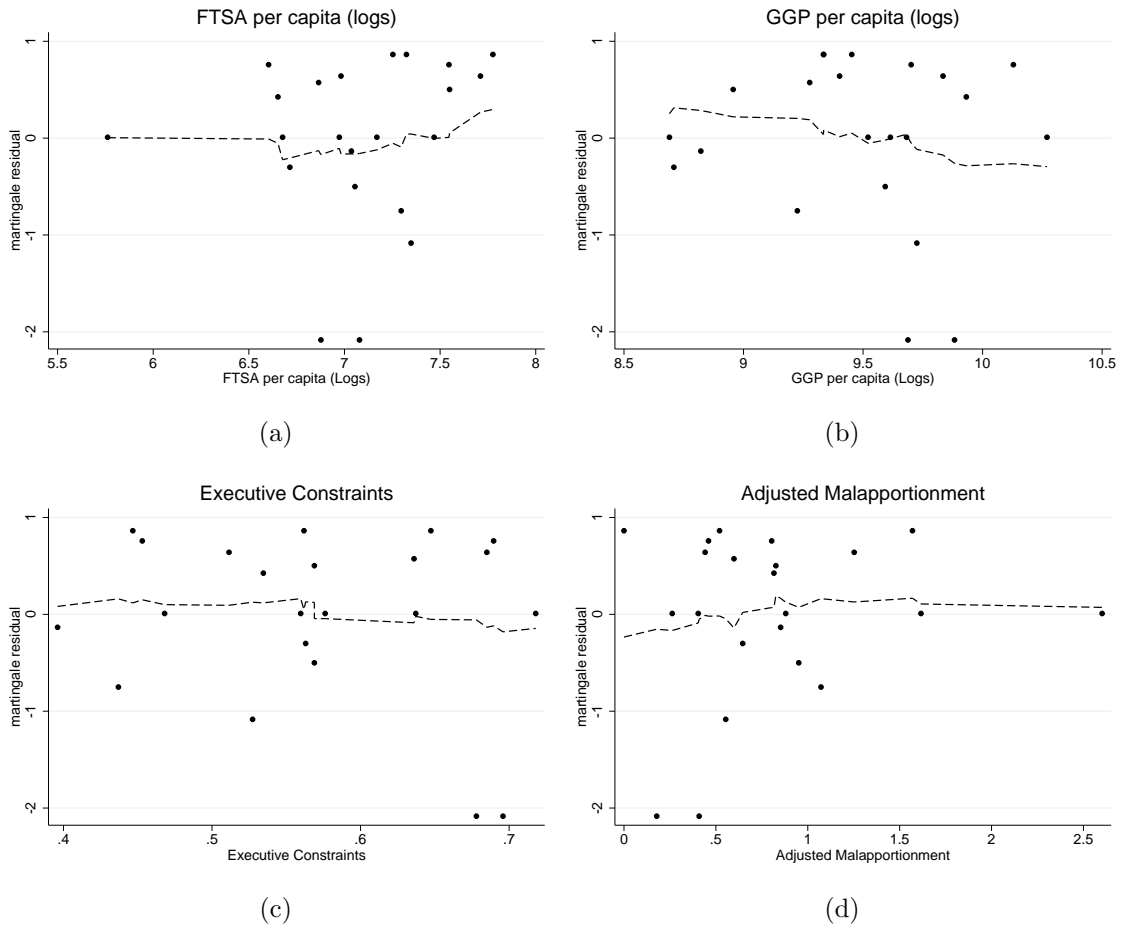 FTSA per capita (logs)
martingale residual
1
0
-1
-2
5.5 6 6.5 7 7.5 8
FTSA per capita (Logs)
(a)
GGP per capita (logs)
martingale residual
1
0
-1
-2
8.5 9 9.5 10 10.5
GGP per capita (Logs)
(b)
Executive Constraints
martingale residual
1
0
-1
-2
.4 .5 .6 .7
Executive Constraints
(c)
Adjusted Malapportionment
martingale residual
1
0
-1
-2
0 .5 1 1.5 2 2.5
Adjusted Malapportionment
(d)